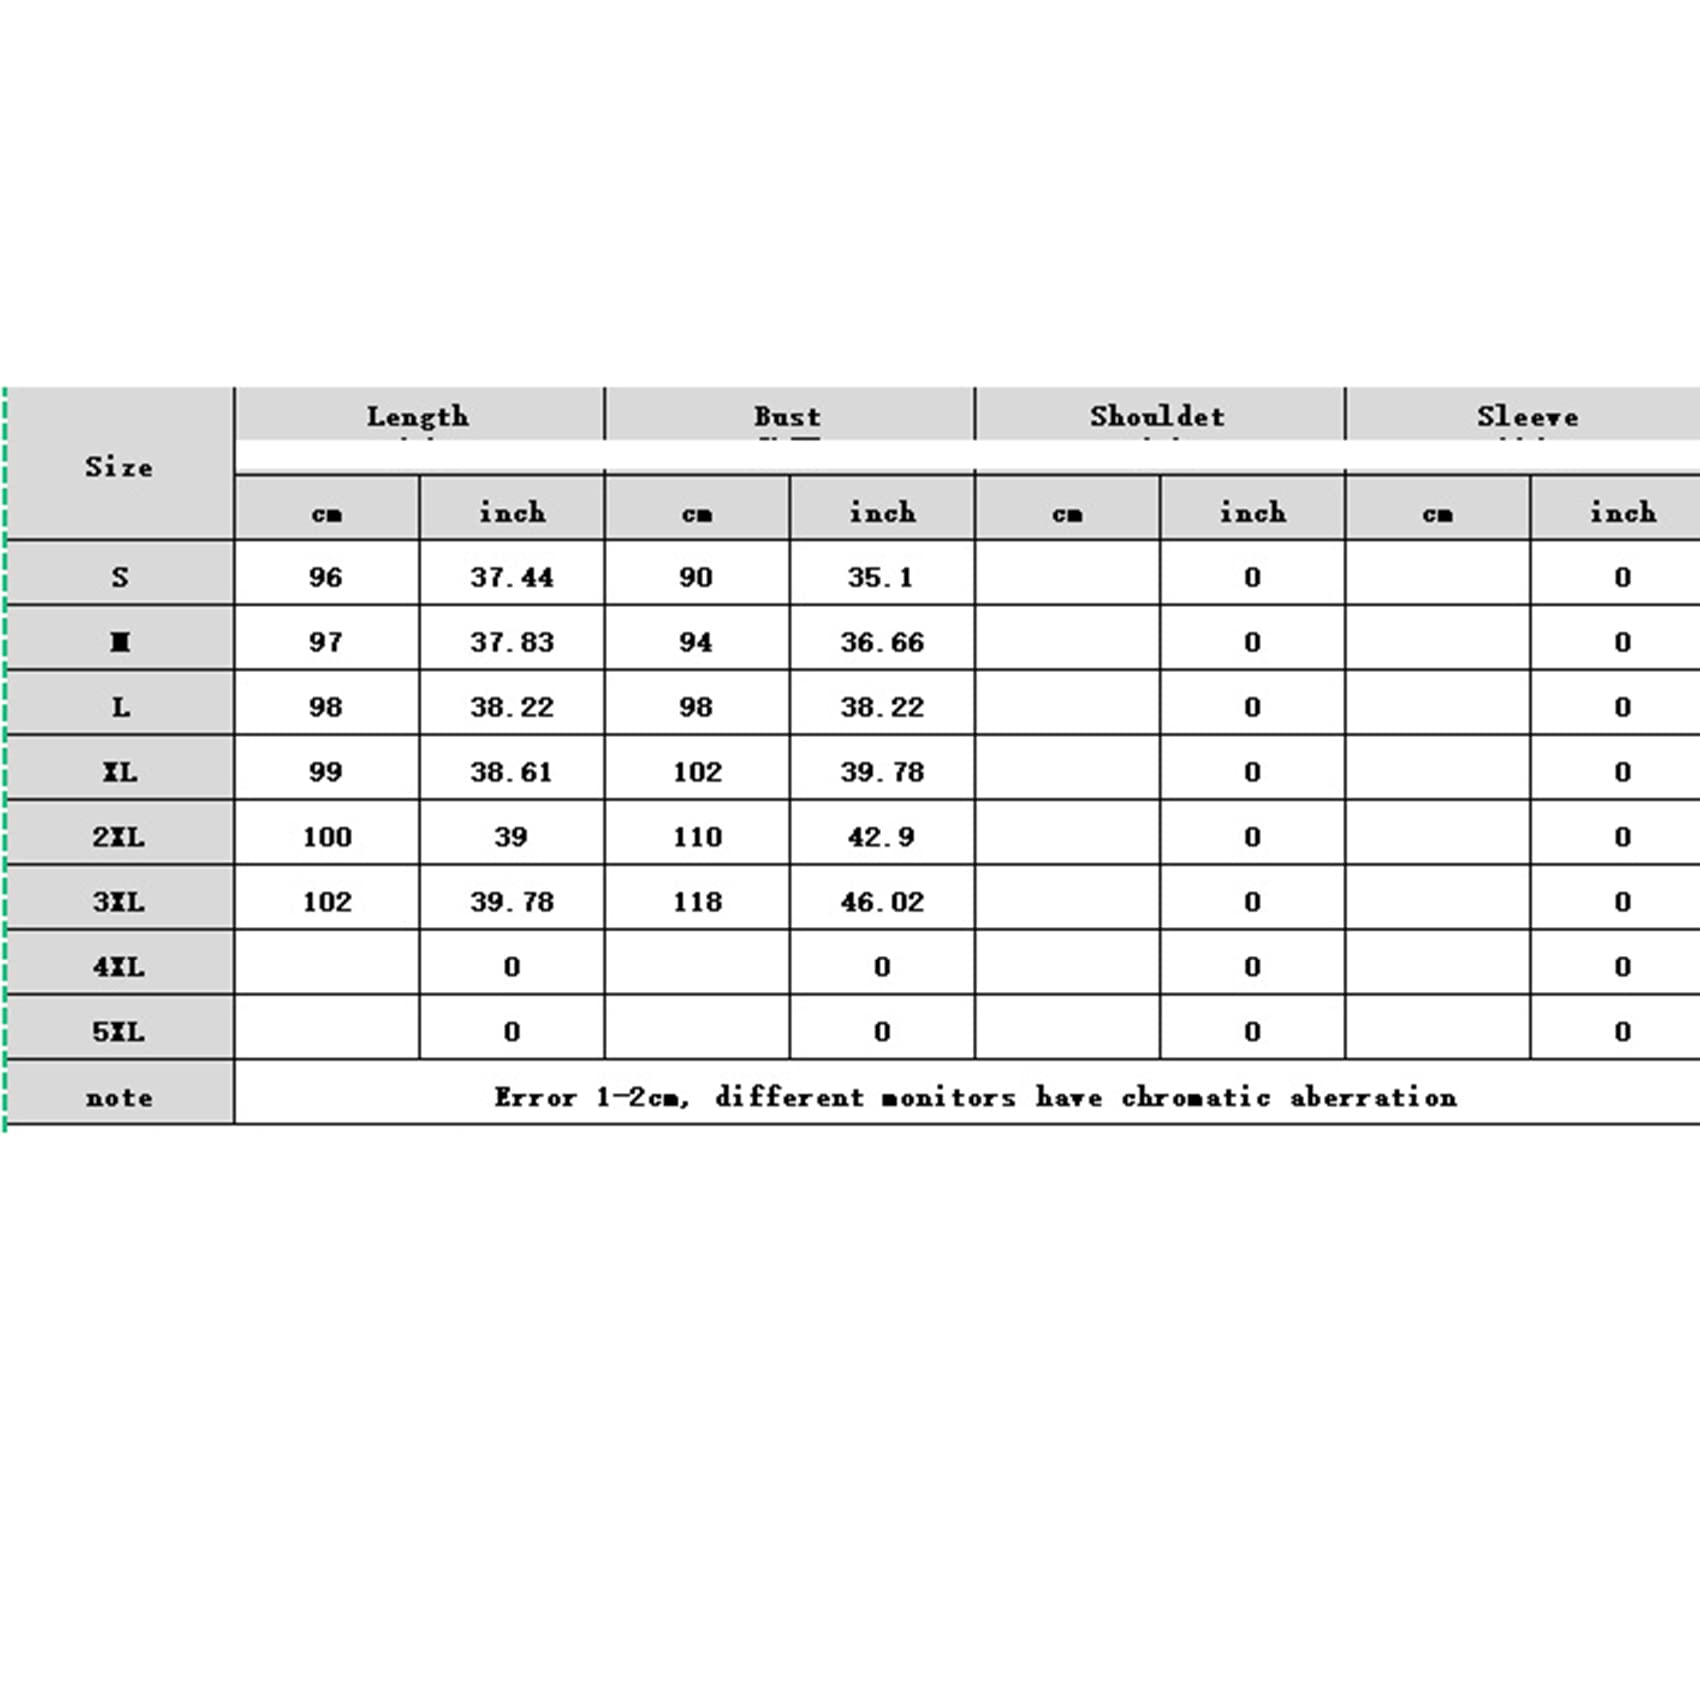 Size Length Bust Shouldet Sleeve
cm inch cm inch cm inch cm inch
S 96 37.44 90 35.1 0 0
M 97 37.83 94 36.66 0 0
L 98 38.22 98 38.22 0 0
XL 99 38.61 102 39.78 0 0
2XL 100 39 110 42.9 0 0
3XL 102 39.78 118 46.02 0 0
4XL 0 0 0 0
5XL 0 0 0 0
note Error 1-2cm, different monitors have chromatic aberration